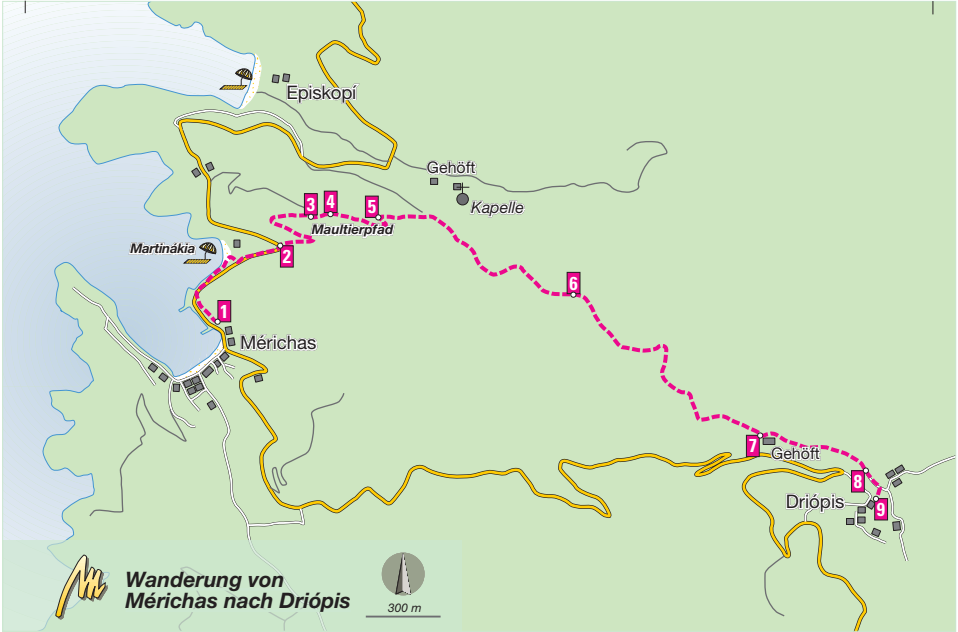 Episkopí
Gehöft
Kapelle
3
4
5
Maultierpfad
Martinákia
2
6
1
Mérichas
7
Gehöft
8
Driópis
9
Wanderung von
Mérichas nach Driópis
300 m